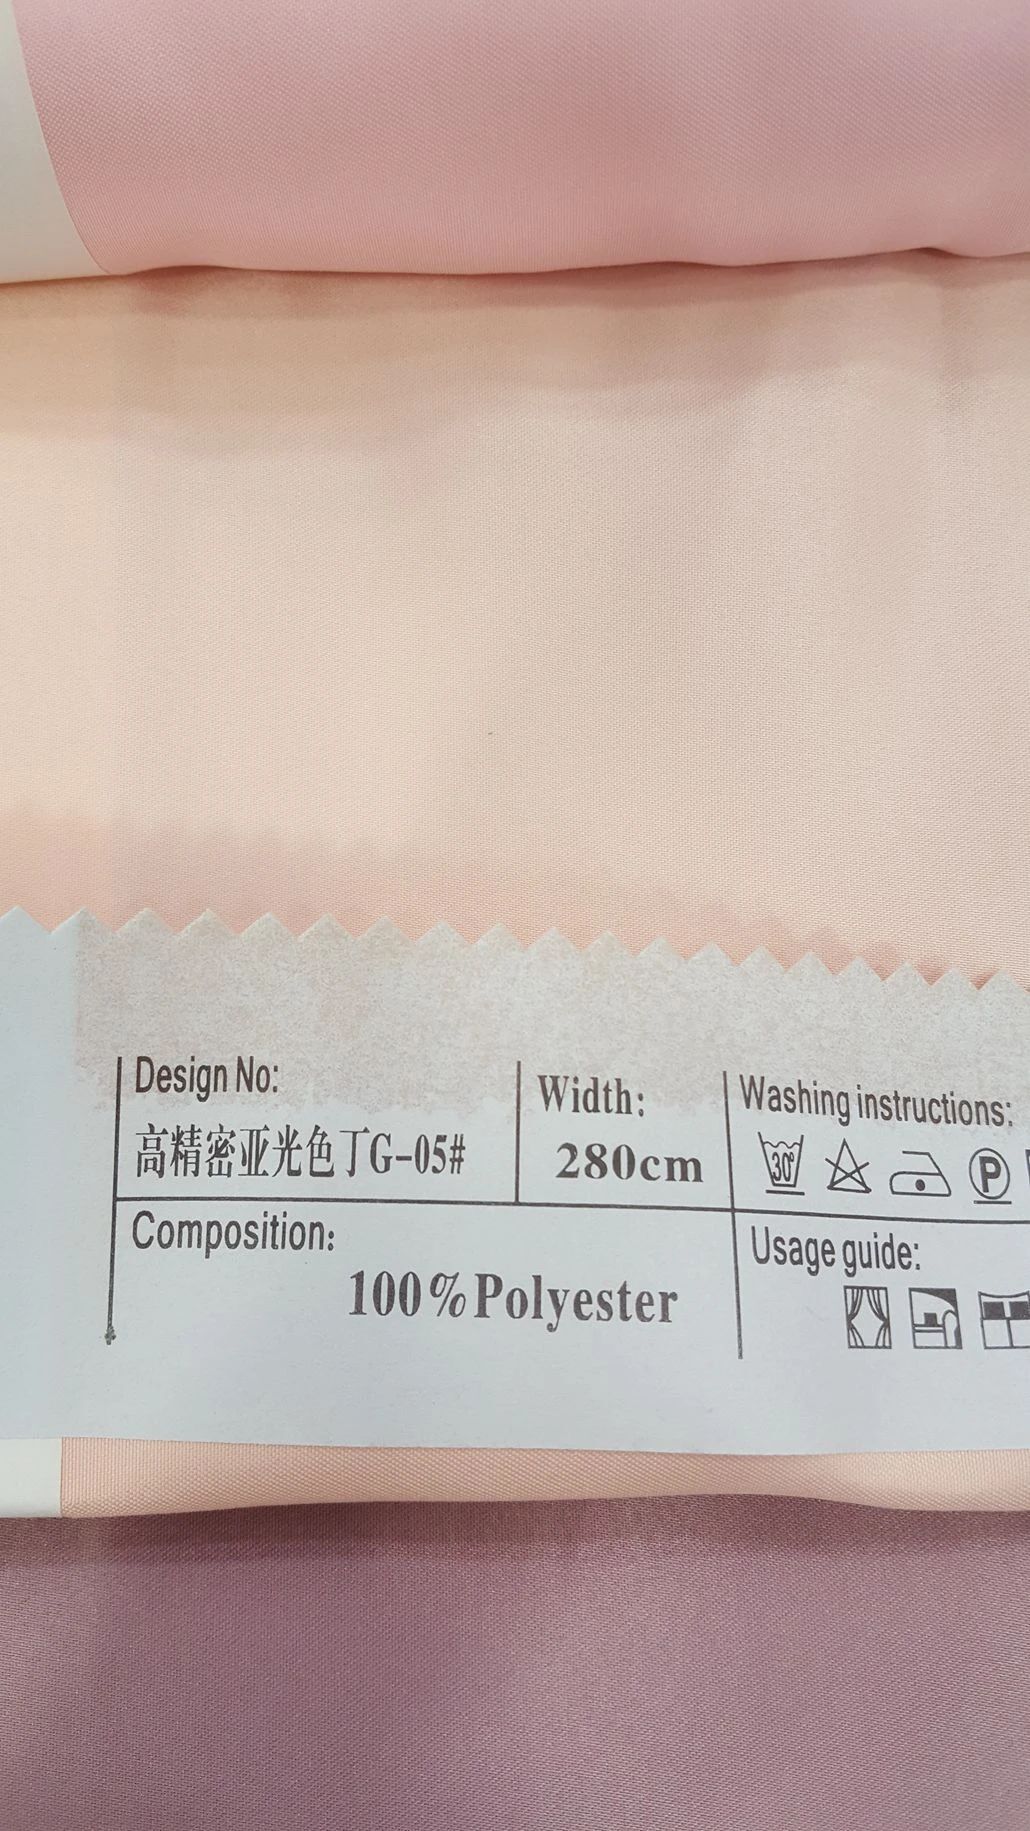 Design No:
高精密亚光色丁G-05#
Width:
280cm
Washing instructions:
30°
P
Composition:
100%Polyester
Usage guide: